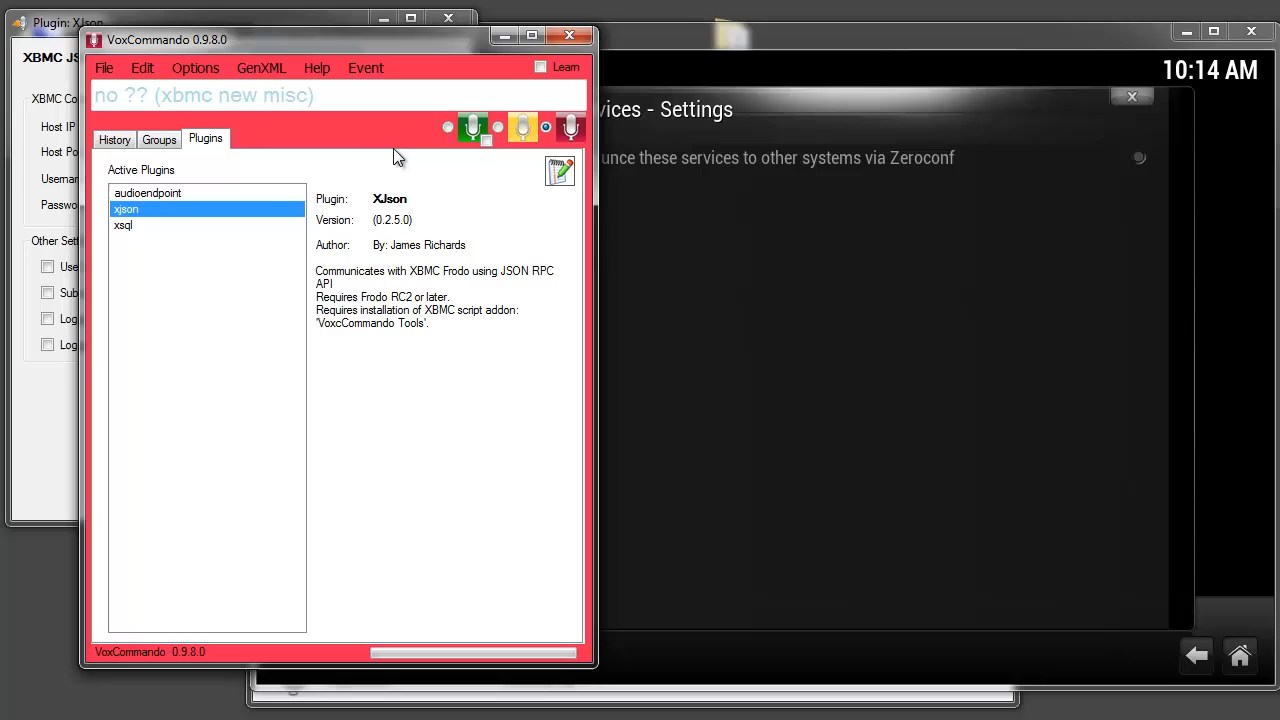 Plugin: XJson
VoxCommando 0.9.8.0
File Edit Options GenXML Help Event Learn
no ?? (xbmc new misc)
History Groups Plugins
Active Plugins
audioendpoint
xjson
xsql
Plugin: XJson
Version: (0.2.5.0)
Author: By: James Richards
Communicates with XBMC Frodo using JSON RPC
API
Requires Frodo RC2 or later.
Requires installation of XBMC script addon:
'VoxcCommando Tools'.
VoxCommando 0.9.8.0
XBMC JS
XBMC Co
Host IP
Host Po
Usernam
Passwo
Other Sett
Use
Sub
Log
Log
10:14 AM
vices - Settings
unce these services to other systems via Zeroconf